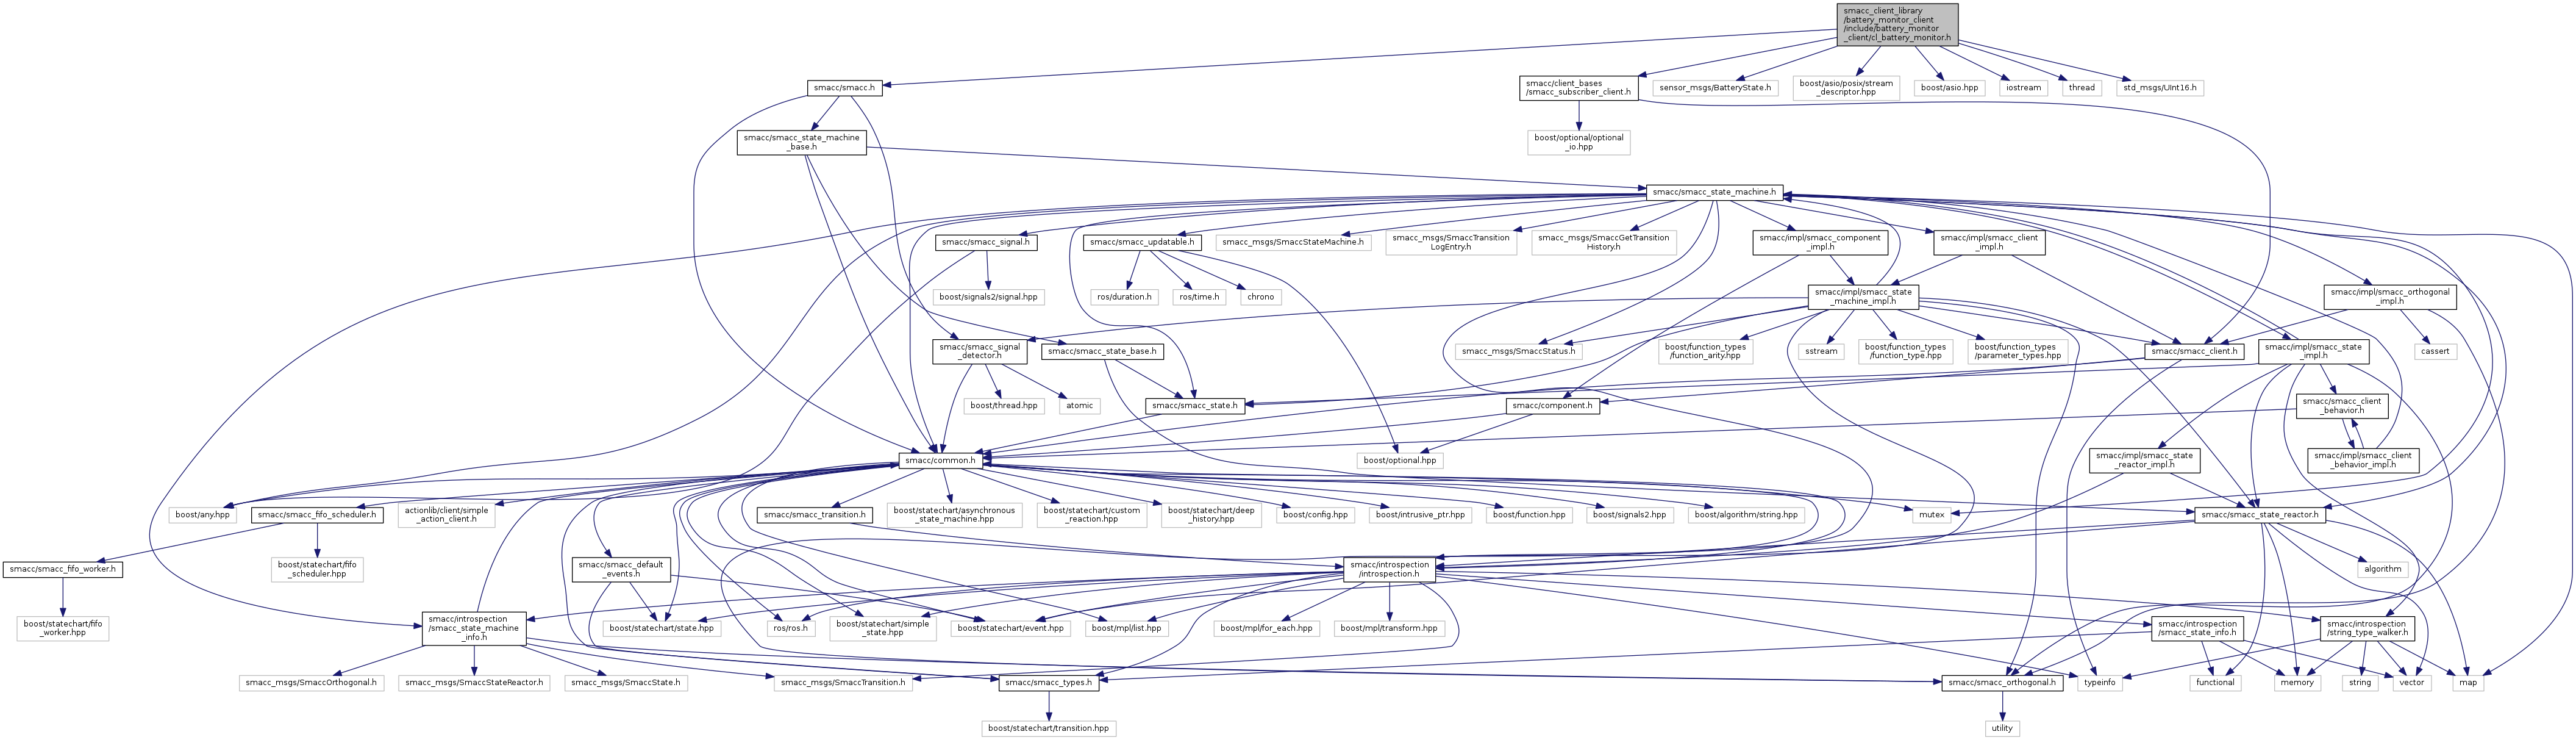 smacc_client_library
/battery_monitor_client
/include/battery_monitor
_client/cl_battery_monitor.h
smacc/smacc.h
smacc/client_bases
/smacc_subscriber_client.h
sensor_msgs/BatteryState.h
boost/asio/posix/stream
_descriptor.hpp
boost/asio.hpp
iostream
thread
std_msgs/UInt16.h
smacc/smacc_state_machine
_base.h
boost/optional/optional
_io.hpp
smacc/smacc_state_machine.h
smacc/smacc_signal.h
smacc/smacc_updatable.h
smacc_msgs/SmaccStateMachine.h
smacc_msgs/SmaccTransition
LogEntry.h
smacc_msgs/SmaccGetTransition
History.h
smacc/impl/smacc_component
_impl.h
smacc/impl/smacc_client
_impl.h
boost/signals2/signal.hpp
ros/duration.h
ros/time.h
chrono
smacc/impl/smacc_state
_machine_impl.h
smacc/impl/smacc_orthogonal
_impl.h
smacc/smacc_signal
_detector.h
smacc/smacc_state_base.h
smacc_msgs/SmaccStatus.h
boost/function_types
/function_arity.hpp
sstream
boost/function_types
/function_type.hpp
boost/function_types
/parameter_types.hpp
smacc/smacc_client.h
smacc/impl/smacc_state
_impl.h
cassert
boost/thread.hpp
atomic
smacc/smacc_state.h
smacc/component.h
smacc/smacc_client
_behavior.h
smacc/common.h
boost/optional.hpp
smacc/impl/smacc_state
_reactor_impl.h
smacc/impl/smacc_client
_behavior_impl.h
boost/any.hpp
smacc/smacc_fifo_scheduler.h
actionlib/client/simple
_action_client.h
smacc/smacc_transition.h
boost/statechart/asynchronous
_state_machine.hpp
boost/statechart/custom
_reaction.hpp
boost/statechart/deep
_history.hpp
boost/config.hpp
boost/intrusive_ptr.hpp
boost/function.hpp
boost/signals2.hpp
boost/algorithm/string.hpp
mutex
smacc/smacc_state_reactor.h
smacc/smacc_fifo_worker.h
boost/statechart/fifo
_scheduler.hpp
smacc/smacc_default
_events.h
smacc/introspection
/introspection.h
algorithm
boost/statechart/fifo
_worker.hpp
smacc/introspection
/smacc_state_machine
_info.h
boost/statechart/state.hpp
ros/ros.h
boost/statechart/simple
_state.hpp
boost/statechart/event.hpp
boost/mpl/list.hpp
boost/mpl/for_each.hpp
boost/mpl/transform.hpp
smacc/introspection
/smacc_state_info.h
smacc/introspection
/string_type_walker.h
smacc_msgs/SmaccOrthogonal.h
smacc_msgs/SmaccStateReactor.h
smacc_msgs/SmaccState.h
smacc_msgs/SmaccTransition.h
smacc/smacc_types.h
smacc/smacc_orthogonal.h
typeinfo
functional
memory
string
vector
map
boost/statechart/transition.hpp
utility